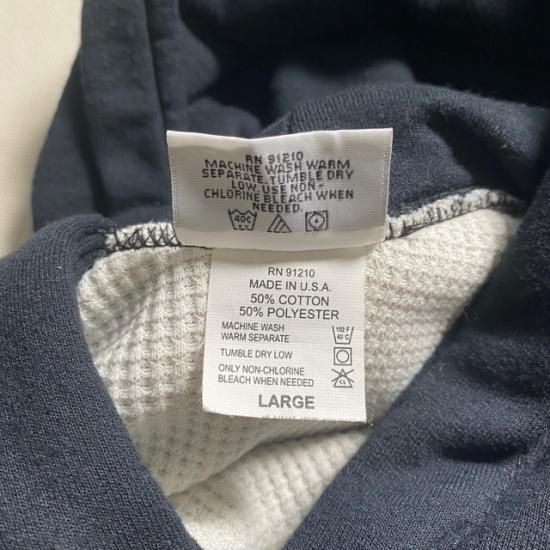 RN 91210
MACHINE WASH WARM
SEPARATE. TUMBLE DRY
LOW. USE NON-
CHLORINE BLEACH WHEN
NEEDED.
40C
RN 91210
MADE IN U.S.A.
50% COTTON
50% POLYESTER
MACHINE WASH
WARM SEPARATE
102 F
40°C
TUMBLE DRY LOW
ONLY NON-CHLORINE
BLEACH WHEN NEEDED
CL
LARGE